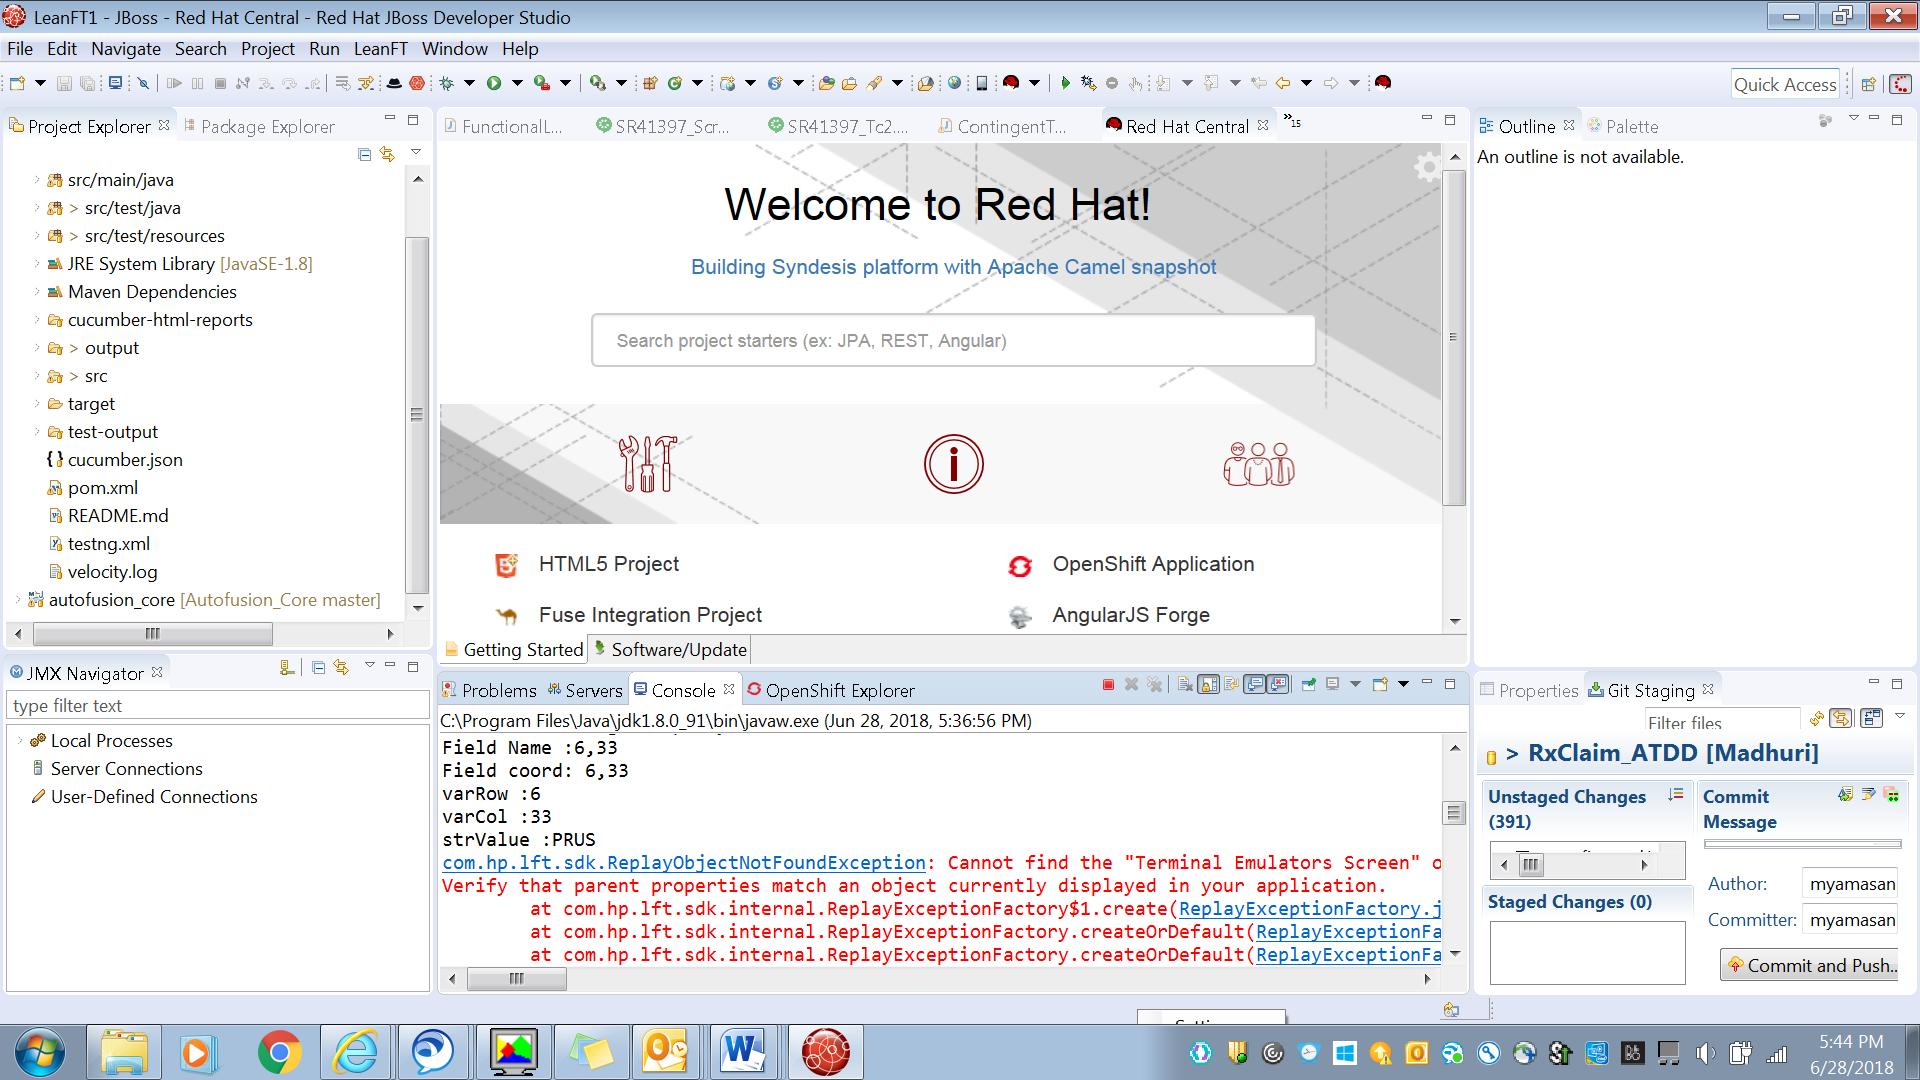 LeanFT1 - JBoss - Red Hat Central - Red Hat JBoss Developer Studio
File Edit Navigate Search Project Run LeanFT Window Help
Quick Access
Project Explorer Package Explorer
src/main/java
> src/test/java
> src/test/resources
JRE System Library [JavaSE-1.8]
Maven Dependencies
cucumber-html-reports
> output
> src
target
test-output
cucumber.json
pom.xml
README.md
testng.xml
velocity.log
autofusion_core [Autofusion_Core master]
FunctionalL... SR41397_Scr... SR41397_Tc2.... ContingentT... Red Hat Central »15
Welcome to Red Hat!
Building Syndesis platform with Apache Camel snapshot
Search project starters (ex: JPA, REST, Angular)
HTML5 Project OpenShift Application
Fuse Integration Project AngularJS Forge
Getting Started Software/Update
Outline Palette
An outline is not available.
JMX Navigator
type filter text
Local Processes
Server Connections
User-Defined Connections
Problems Servers Console OpenShift Explorer
C:\Program Files\Java\jdk1.8.0_91\bin\javaw.exe (Jun 28, 2018, 5:36:56 PM)
Field Name :6,33
Field coord: 6,33
varRow :6
varCol :33
strValue :PRUS
com.hp.lft.sdk.ReplayObjectNotFoundException: Cannot find the "Terminal Emulators Screen" o
Verify that parent properties match an object currently displayed in your application.
at com.hp.lft.sdk.internal.ReplayExceptionFactory$1.create(ReplayExceptionFactory.j
at com.hp.lft.sdk.internal.ReplayExceptionFactory.createOrDefault(ReplayExceptionFa
at com.hp.lft.sdk.internal.ReplayExceptionFactory.createOrDefault(ReplayExceptionFa
Properties Git Staging
Filter files
> RxClaim_ATDD [Madhuri]
Unstaged Changes (391)
Staged Changes (0)
Commit Message
Author: myamasan
Committer: myamasan
Commit and Push..
5:44 PM
6/28/2018